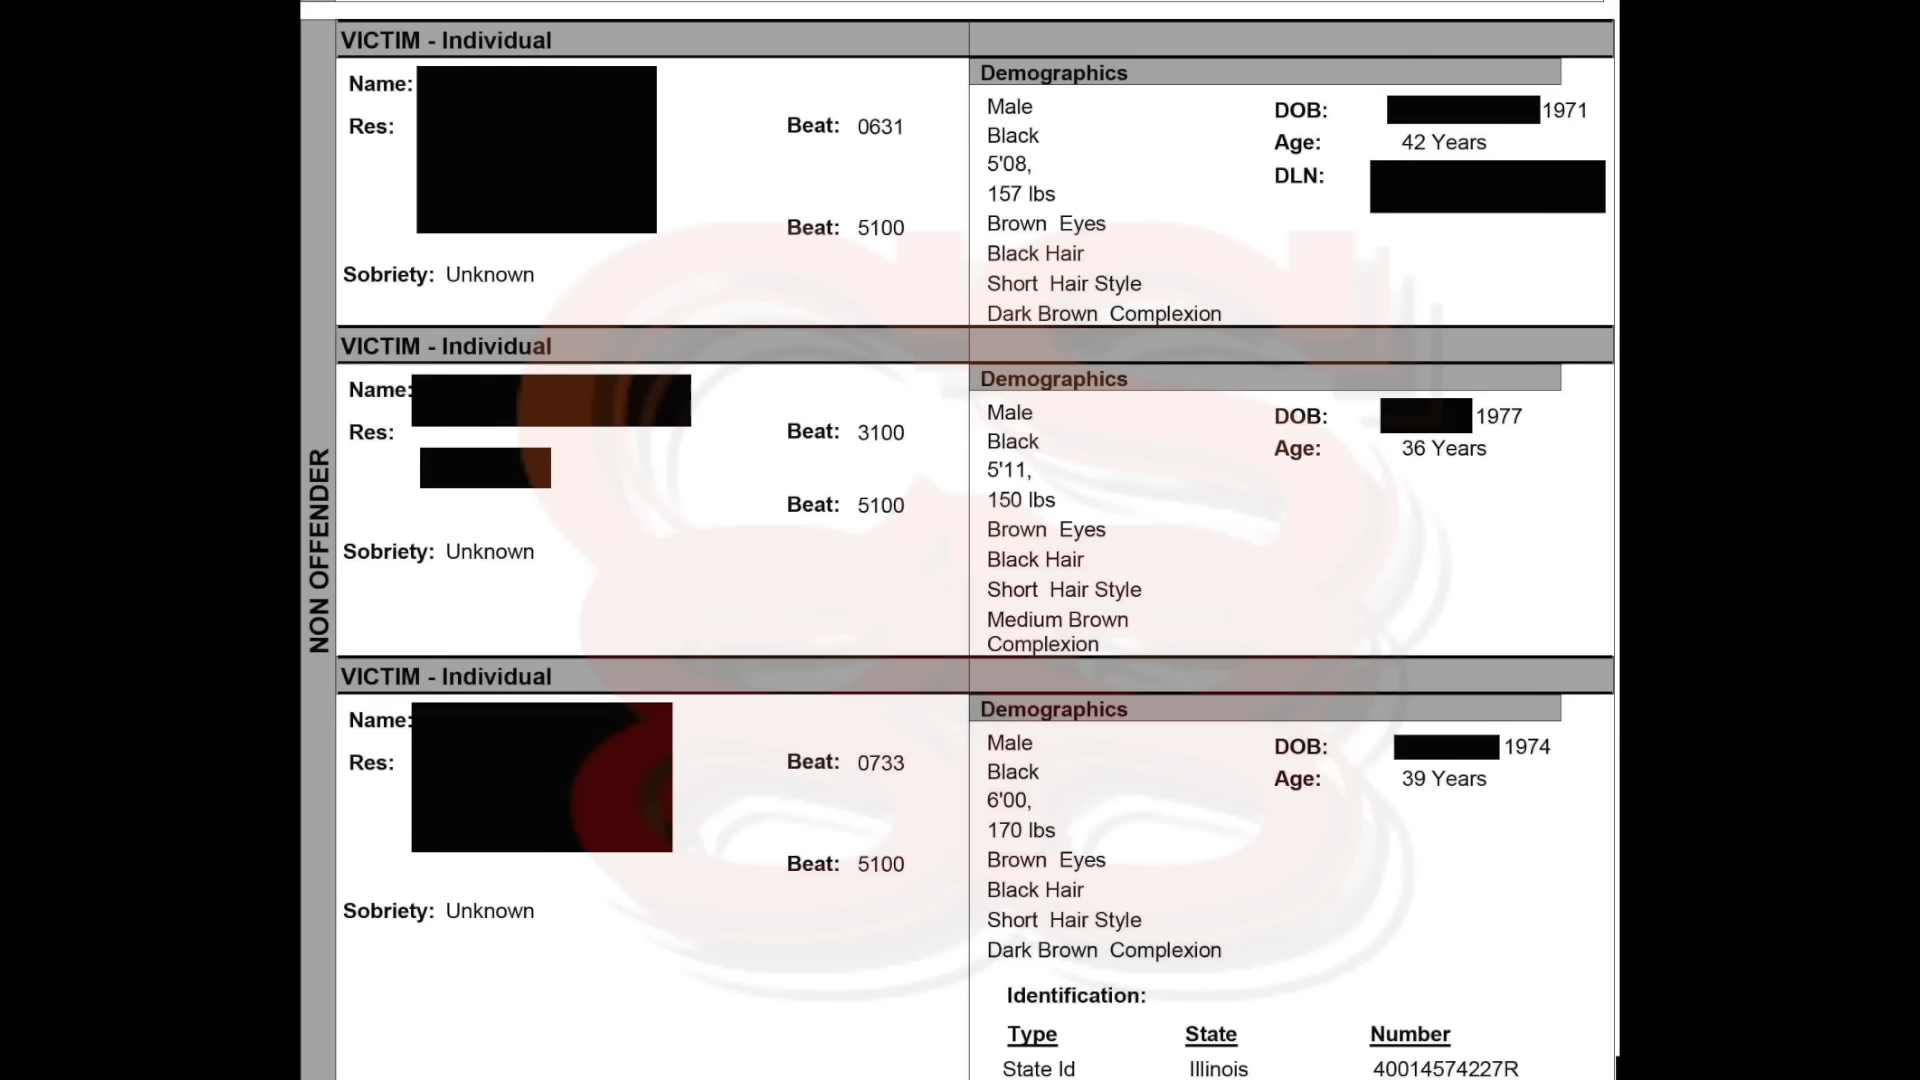 VICTIM - Individual
Name:
Res:
Beat: 0631
Beat: 5100
Sobriety: Unknown
Demographics
Male
Black
5'08,
157 lbs
Brown Eyes
Black Hair
Short Hair Style
Dark Brown Complexion
DOB: 1971
Age: 42 Years
DLN:
VICTIM - Individual
Name:
Res:
Beat: 3100
Beat: 5100
Sobriety: Unknown
Demographics
Male
Black
5'11,
150 lbs
Brown Eyes
Black Hair
Short Hair Style
Medium Brown
Complexion
DOB: 1977
Age: 36 Years
NON OFFENDER
VICTIM - Individual
Name:
Res:
Beat: 0733
Beat: 5100
Sobriety: Unknown
Demographics
Male
Black
6'00,
170 lbs
Brown Eyes
Black Hair
Short Hair Style
Dark Brown Complexion
DOB: 1974
Age: 39 Years
Identification:
Type State Number
State Id Illinois 40014574227R